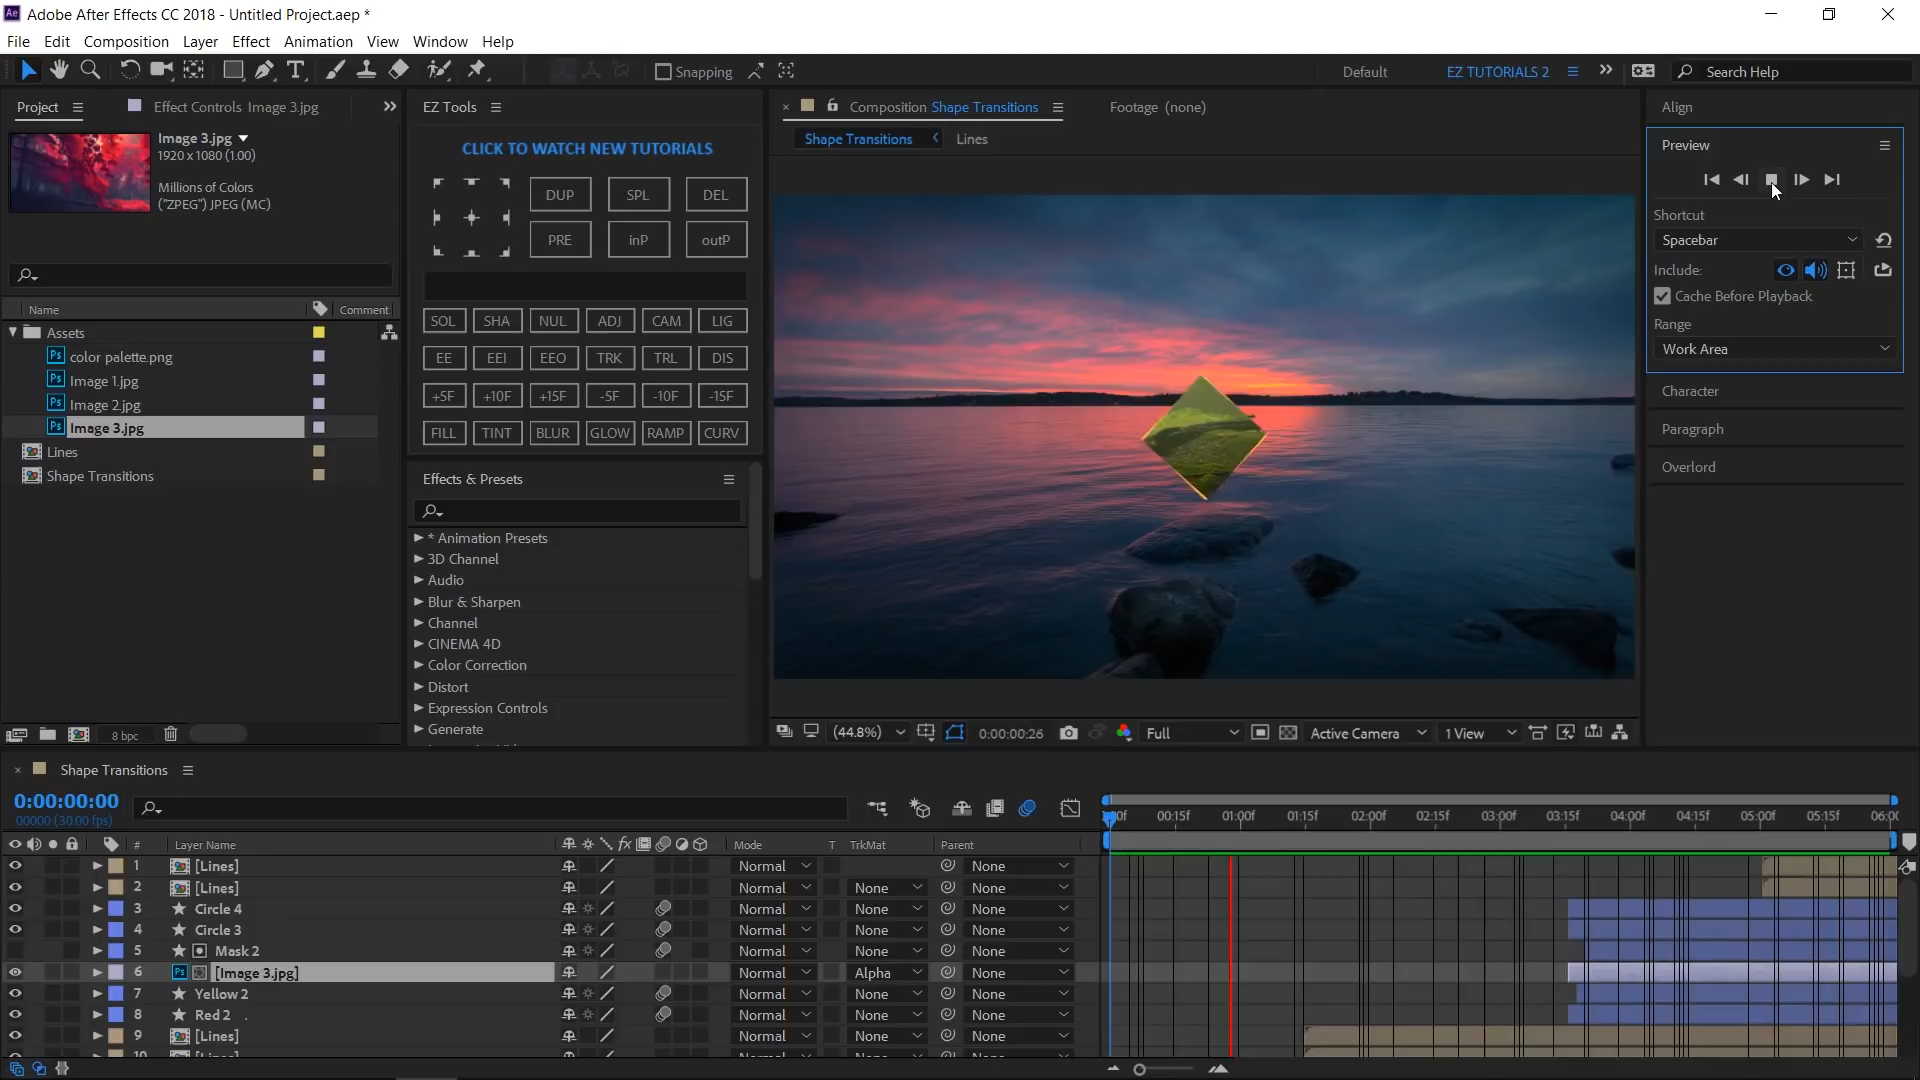 Adobe After Effects CC 2018 - Untitled Project.aep *
File Edit Composition Layer Effect Animation View Window Help
Snapping
Default EZ TUTORIALS 2 Search Help
Project Effect Controls Image 3.jpg
Image 3.jpg
1920 x 1080 (1.00)
Millions of Colors
("ZPEG") JPEG (MC)
Name Comment
Assets
color palette.png
Image 1.jpg
Image 2.jpg
Image 3.jpg
Lines
Shape Transitions
8 bpc
EZ Tools
CLICK TO WATCH NEW TUTORIALS
DUP SPL DEL
PRE inP outP
SOL SHA NUL ADJ CAM LIG
EE EEI EEO TRK TRL DIS
+5F +10F +15F -5F -10F -15F
FILL TINT BLUR GLOW RAMP CURV
Effects & Presets
* Animation Presets
3D Channel
Audio
Blur & Sharpen
Channel
CINEMA 4D
Color Correction
Distort
Expression Controls
Generate
Composition Shape Transitions Footage (none)
Shape Transitions Lines
(44.8%) 0:00:00:26 Full Active Camera 1 View
Align
Preview
Shortcut
Spacebar
Include:
Cache Before Playback
Range
Work Area
Character
Paragraph
Overlord
Shape Transitions
0:00:00:00
00000 (30.00 fps)
00:15f 01:00f 01:15f 02:00f 02:15f 03:00f 03:15f 04:00f 04:15f 05:00f 05:15f
# Layer Name fx Mode T TrkMat Parent
1 [Lines] Normal None
2 [Lines] Normal None None
3 Circle 4 Normal None None
4 Circle 3 Normal None None
5 Mask 2 Normal None None
6 [Image 3.jpg] Normal Alpha None
7 Yellow 2 Normal None None
8 Red 2 Normal None None
9 [Lines] Normal None None